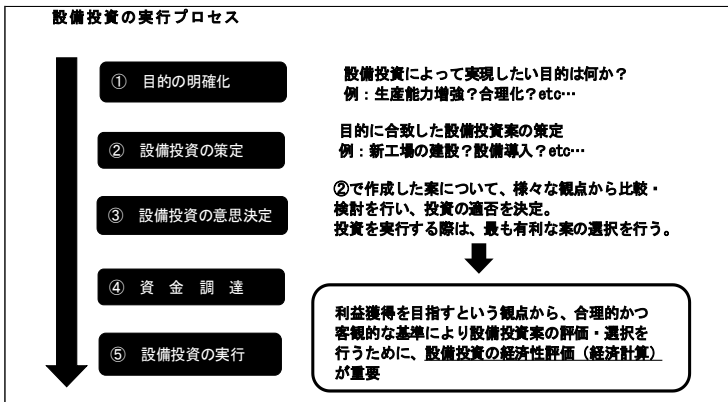 設備投資の実行プロセス
① 目的の明確化
設備投資によって実現したい目的は何か？
例：生産能力増強？合理化？etc…
② 設備投資の策定
目的に合致した設備投資案の策定
例：新工場の建設？設備導入？etc…
③ 設備投資の意思決定
②で作成した案について、様々な観点から比較・
検討を行い、投資の適否を決定。
投資を実行する際は、最も有利な案の選択を行う。
④ 資 金 調 達
⑤ 設備投資の実行
利益獲得を目指すという観点から、合理的かつ
客観的な基準により設備投資案の評価・選択を
行うために、設備投資の経済性評価（経済計算）
が重要